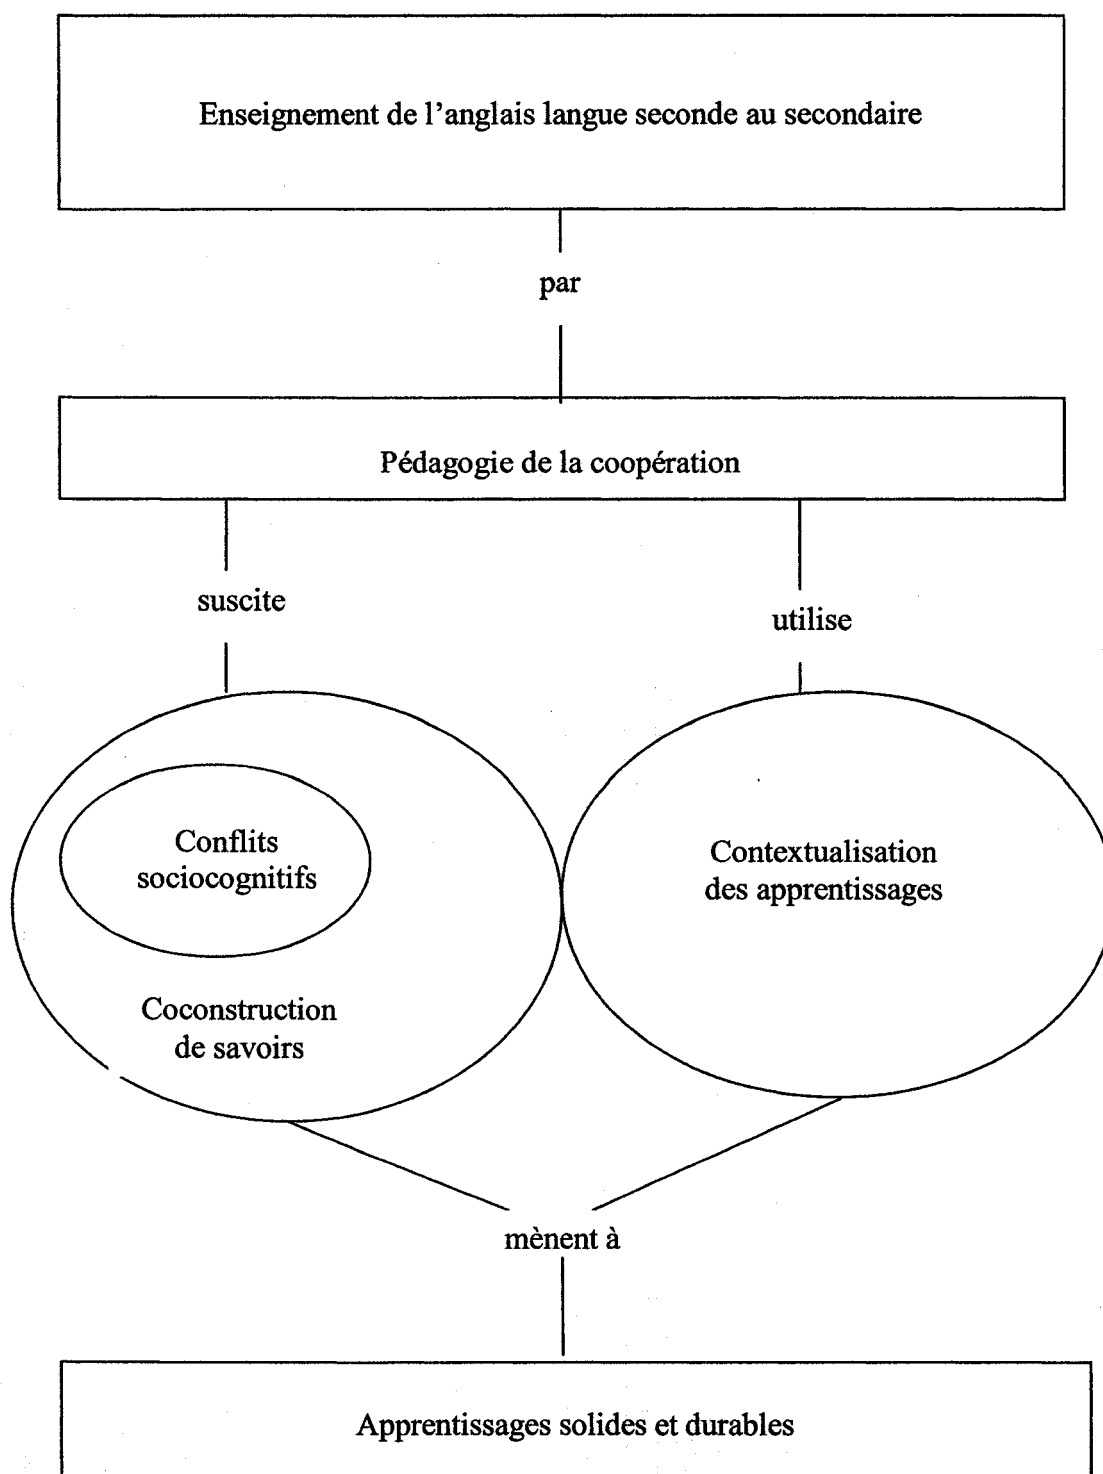 Enseignement de l'anglais langue seconde au secondaire
par
Pédagogie de la coopération
suscite
utilise
Conflits
sociocognitifs
Contextualisation
des apprentissages
Coconstruction
de savoirs
mènent à
Apprentissages solides et durables